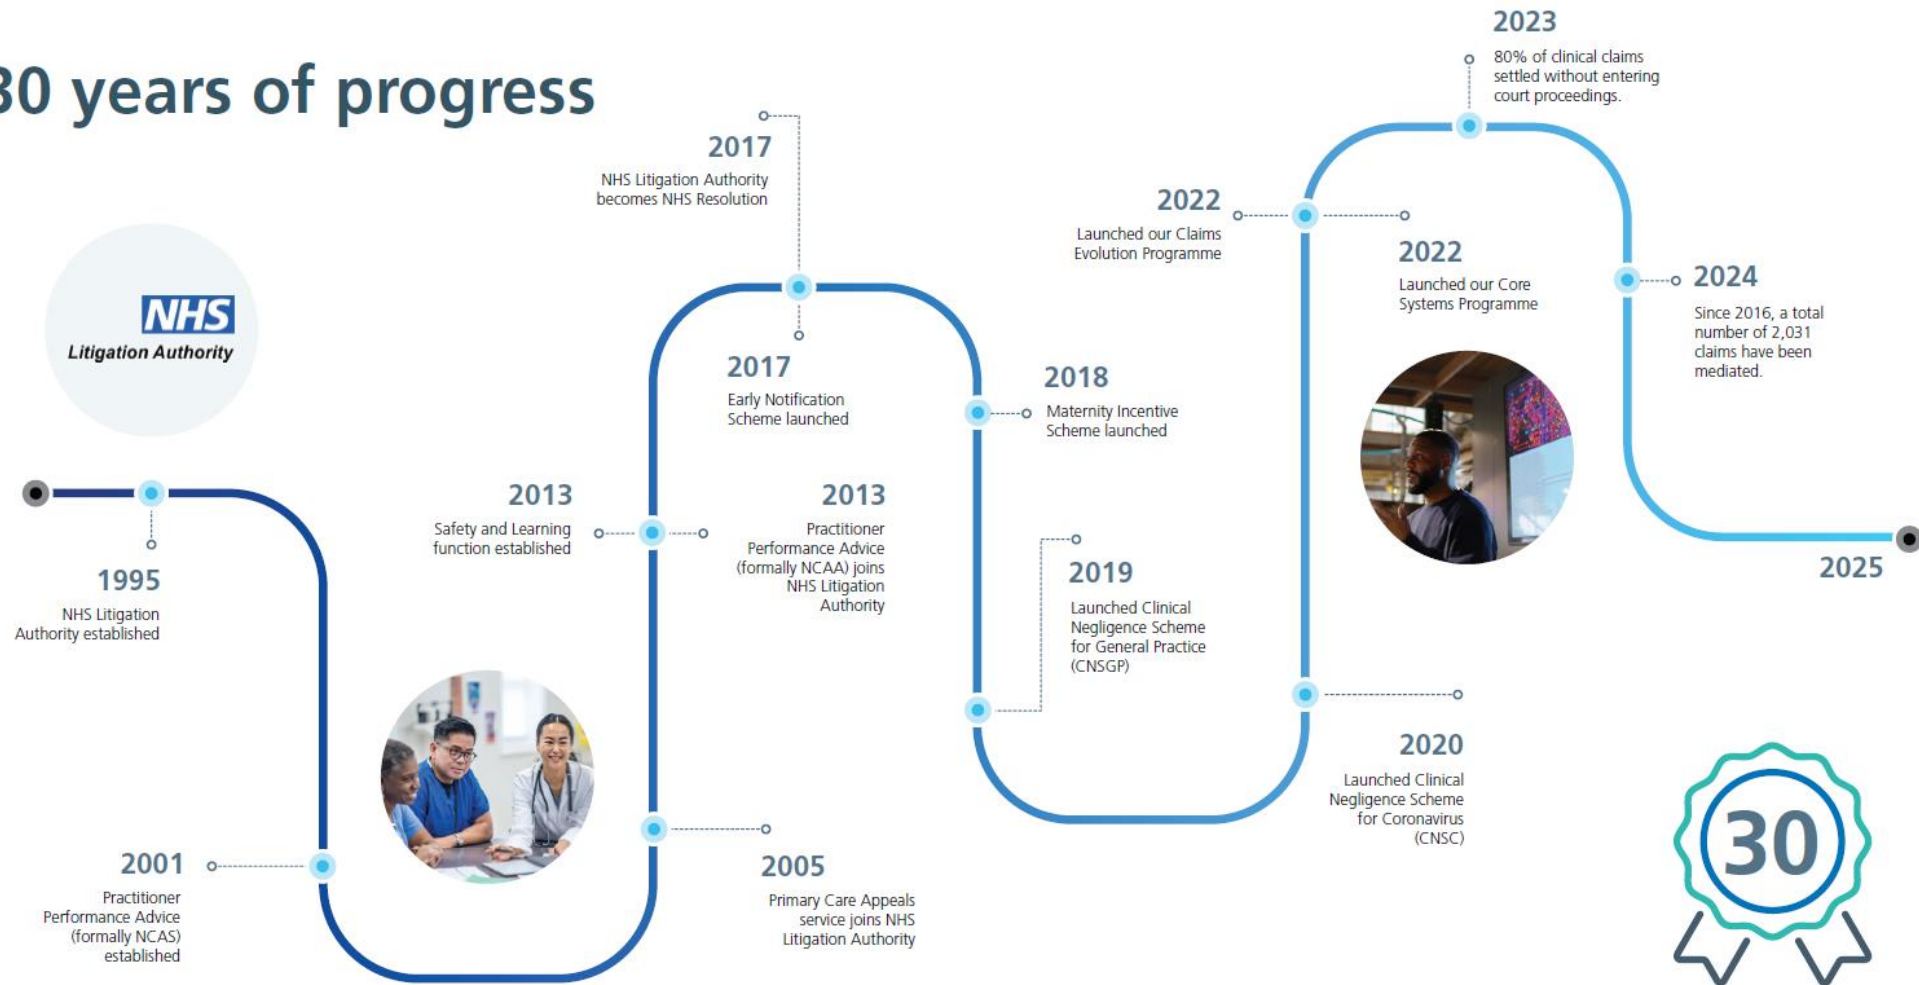 30 years of progress
NHS
Litigation Authority
1995
NHS Litigation
Authority established
2001
Practitioner
Performance Advice
(formally NCAS)
established
2005
Primary Care Appeals
service joins NHS
Litigation Authority
2013
Safety and Learning
function established
2013
Practitioner
Performance Advice
(formally NCAA) joins
NHS Litigation
Authority
2017
NHS Litigation Authority
becomes NHS Resolution
2017
Early Notification
Scheme launched
2018
Maternity Incentive
Scheme launched
2019
Launched Clinical
Negligence Scheme
for General Practice
(CNSGP)
2020
Launched Clinical
Negligence Scheme
for Coronavirus
(CNSC)
2022
Launched our Claims
Evolution Programme
2022
Launched our Core
Systems Programme
2023
80% of clinical claims
settled without entering
court proceedings.
2024
Since 2016, a total
number of 2,031
claims have been
mediated.
2025
30